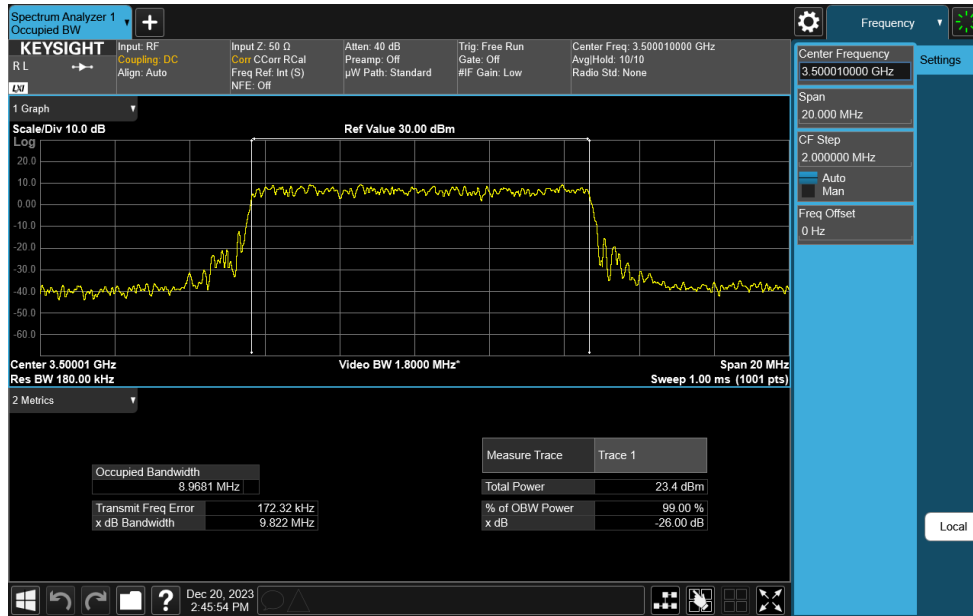 Spectrum Analyzer 1
Occupied BW
Frequency
KEYSIGHT
R L
LXI
Input: RF
Coupling: DC
Align: Auto
Input Z: 50 Ω
Corr CCorr RCal
Freq Ref: Int (S)
NFE: Off
Atten: 40 dB
Preamp: Off
µW Path: Standard
Trig: Free Run
Gate: Off
#IF Gain: Low
Center Freq: 3.500010000 GHz
Avg|Hold: 10/10
Radio Std: None
Center Frequency
3.500010000 GHz
Settings
Span
20.000 MHz
CF Step
2.000000 MHz
Auto
Man
Freq Offset
0 Hz
1 Graph
Scale/Div 10.0 dB
Ref Value 30.00 dBm
Log
20.0
10.0
0.00
-10.0
-20.0
-30.0
-40.0
-50.0
-60.0
Center 3.50001 GHz
Video BW 1.8000 MHz*
Span 20 MHz
Res BW 180.00 kHz
Sweep 1.00 ms (1001 pts)
2 Metrics
Measure Trace Trace 1
Occupied Bandwidth
8.9681 MHz
Total Power 23.4 dBm
Transmit Freq Error 172.32 kHz
% of OBW Power 99.00 %
x dB Bandwidth 9.822 MHz
x dB -26.00 dB
Local
?
Dec 20, 2023
2:45:54 PM